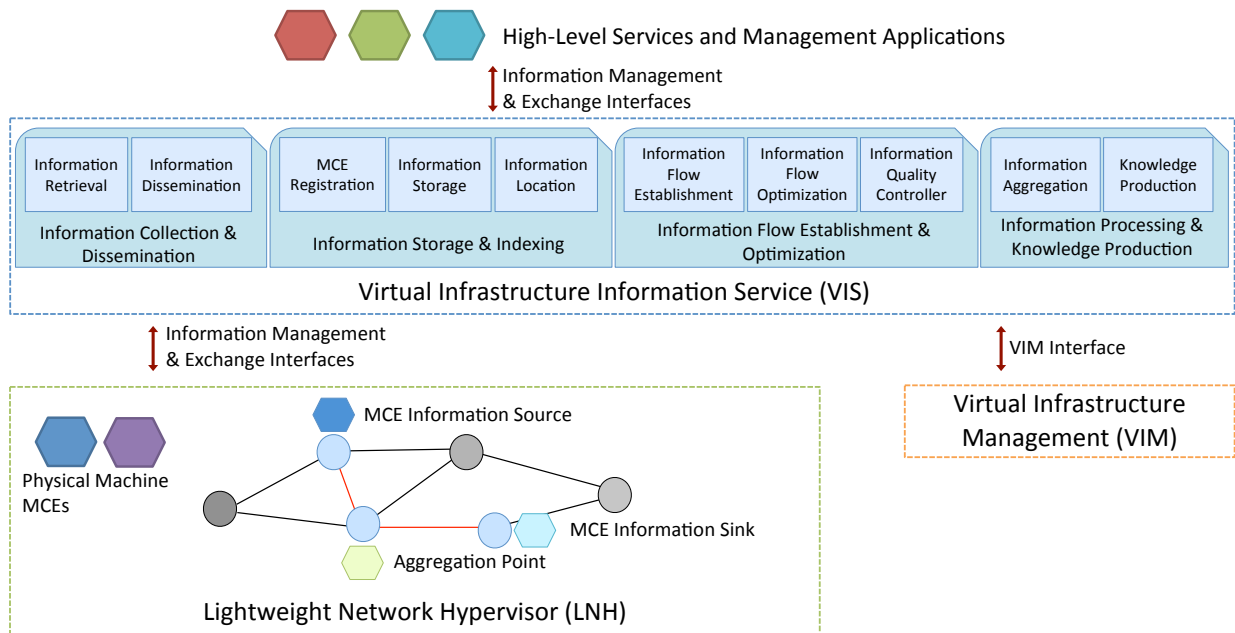 High-Level Services and Management Applications
Information Management
& Exchange Interfaces
Information
Retrieval
Information
Dissemination
Information Collection &
Dissemination
MCE
Registration
Information
Storage
Information
Location
Information Storage & Indexing
Information
Flow
Establishment
Information
Flow
Optimization
Information
Quality
Controller
Information Flow Establishment &
Optimization
Information
Aggregation
Knowledge
Production
Information Processing &
Knowledge Production
Virtual Infrastructure Information Service (VIS)
Information Management
& Exchange Interfaces
VIM Interface
Physical Machine
MCEs
MCE Information Source
MCE Information Sink
Aggregation Point
Lightweight Network Hypervisor (LNH)
Virtual Infrastructure
Management (VIM)